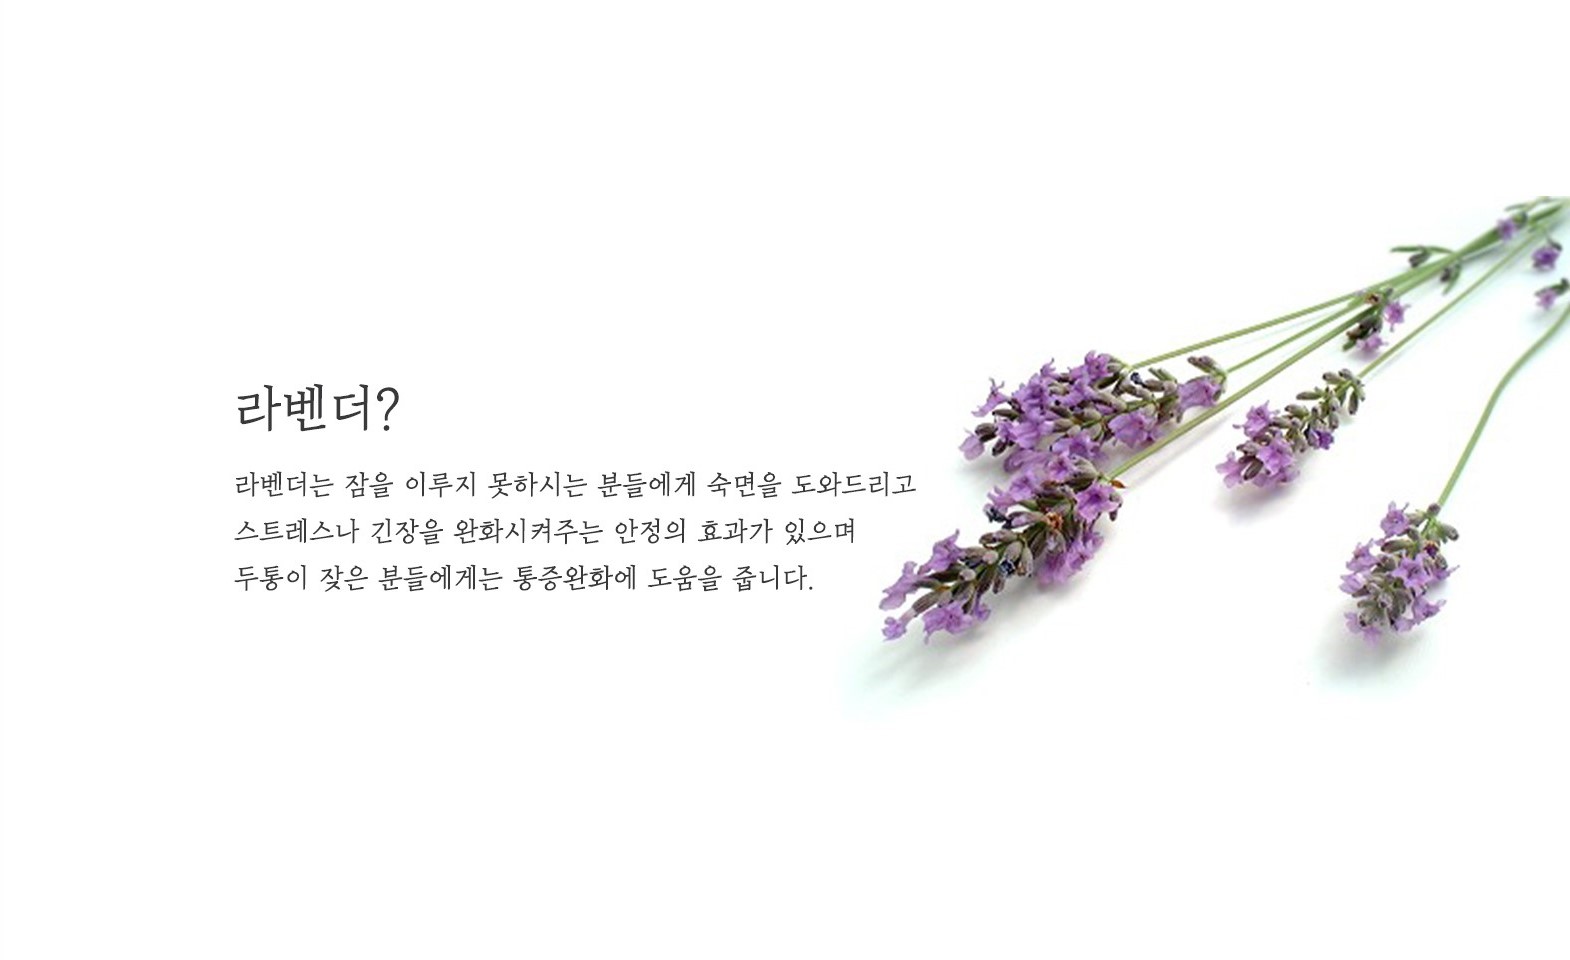 라벤더?
라벤더는 잠을 이루지 못하시는 분들에게 숙면을 도와드리고
스트레스나 긴장을 완화시켜주는 안정의 효과가 있으며
두통이 잦은 분들에게는 통증완화에 도움을 줍니다.